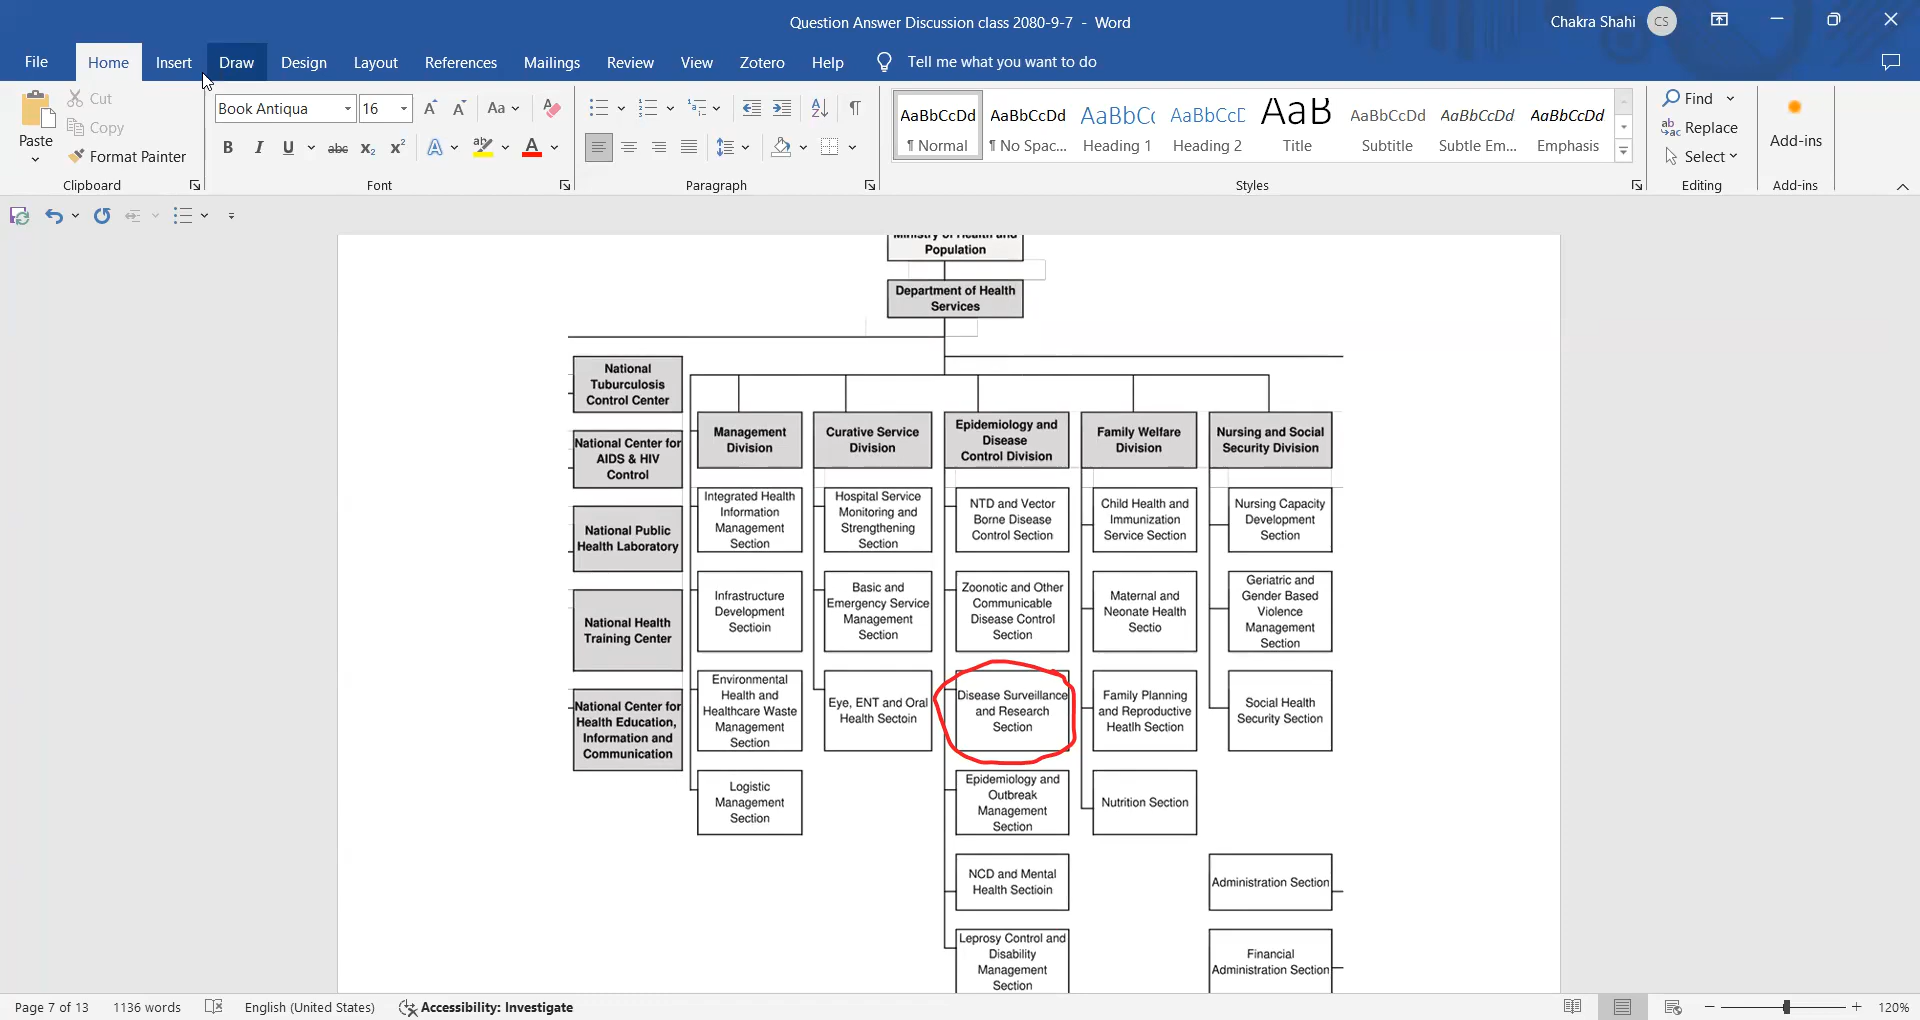 Question Answer Discussion class 2080-9-7 - Word
Chakra Shahi CS
File Home Insert Draw Design Layout References Mailings Review View Zotero Help Tell me what you want to do
Paste
Cut
Copy
Format Painter
Clipboard
Book Antiqua 16
Font
Paragraph
AaBbCcDd AaBbCcDd AaBbCc AaBbCcD AaB AaBbCcDd AaBbCcDd AaBbCcDd
¶ Normal ¶ No Spac... Heading 1 Heading 2 Title Subtitle Subtle Em... Emphasis
Styles
Find
Replace
Select
Editing
Add-ins
Add-ins
Ministry of Health and
Population
Department of Health
Services
National
Tuburculosis
Control Center
National Center for
AIDS & HIV
Control
National Public
Health Laboratory
National Health
Training Center
National Center for
Health Education,
Information and
Communication
Management
Division
Integrated Health
Information
Management
Section
Infrastructure
Development
Sectioin
Environmental
Health and
Healthcare Waste
Management
Section
Logistic
Management
Section
Curative Service
Division
Hospital Service
Monitoring and
Strengthening
Section
Basic and
Emergency Service
Management
Section
Eye, ENT and Oral
Health Sectoin
Epidemiology and
Disease
Control Division
NTD and Vector
Borne Disease
Control Section
Zoonotic and Other
Communicable
Disease Control
Section
Disease Surveillance
and Research
Section
Epidemiology and
Outbreak
Management
Section
NCD and Mental
Health Sectioin
Leprosy Control and
Disability
Management
Section
Family Welfare
Division
Child Health and
Immunization
Service Section
Maternal and
Neonate Health
Sectio
Family Planning
and Reproductive
Heatlh Section
Nutrition Section
Nursing and Social
Security Division
Nursing Capacity
Development
Section
Geriatric and
Gender Based
Violence
Management
Section
Social Health
Security Section
Administration Section
Financial
Administration Section
Page 7 of 13 1136 words English (United States) Accessibility: Investigate 120%